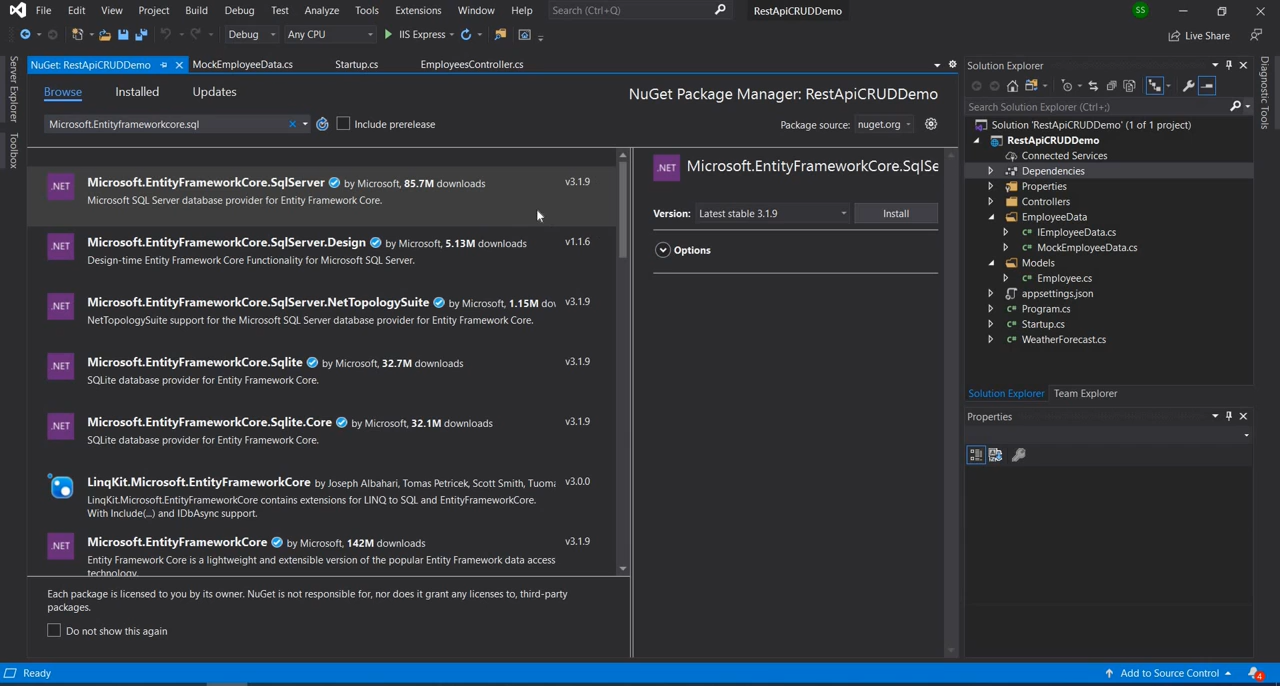 File Edit View Project Build Debug Test Analyze Tools Extensions Window Help Search (Ctrl+Q) RestApiCRUDDemo SS
Debug Any CPU IIS Express Live Share
NuGet: RestApiCRUDDemo MockEmployeeData.cs Startup.cs EmployeesController.cs
Browse Installed Updates
NuGet Package Manager: RestApiCRUDDemo
Microsoft.Entityframeworkcore.sql Include prerelease Package source: nuget.org
.NET Microsoft.EntityFrameworkCore.SqlServer by Microsoft, 85.7M downloads v3.1.9
Microsoft SQL Server database provider for Entity Framework Core.
.NET Microsoft.EntityFrameworkCore.SqlServer.Design by Microsoft, 5.13M downloads v1.1.6
Design-time Entity Framework Core Functionality for Microsoft SQL Server.
.NET Microsoft.EntityFrameworkCore.SqlServer.NetTopologySuite by Microsoft, 1.15M dov v3.1.9
NetTopologySuite support for the Microsoft SQL Server database provider for Entity Framework Core.
.NET Microsoft.EntityFrameworkCore.Sqlite by Microsoft, 32.7M downloads v3.1.9
SQLite database provider for Entity Framework Core.
.NET Microsoft.EntityFrameworkCore.Sqlite.Core by Microsoft, 32.1M downloads v3.1.9
SQLite database provider for Entity Framework Core.
LinqKit.Microsoft.EntityFrameworkCore by Joseph Albahari, Tomas Petricek, Scott Smith, Tuoma v3.0.0
LinqKit.Microsoft.EntityFrameworkCore contains extensions for LINQ to SQL and EntityFrameworkCore.
With Include(...) and IDbAsync support.
.NET Microsoft.EntityFrameworkCore by Microsoft, 142M downloads v3.1.9
Entity Framework Core is a lightweight and extensible version of the popular Entity Framework data access
technology.
Each package is licensed to you by its owner. NuGet is not responsible for, nor does it grant any licenses to, third-party
packages.
Do not show this again
.NET Microsoft.EntityFrameworkCore.SqlSe
Version: Latest stable 3.1.9 Install
Options
Solution Explorer
Search Solution Explorer (Ctrl+;)
Solution 'RestApiCRUDDemo' (1 of 1 project)
RestApiCRUDDemo
Connected Services
Dependencies
Properties
Controllers
EmployeeData
IEmployeeData.cs
MockEmployeeData.cs
Models
Employee.cs
appsettings.json
Program.cs
Startup.cs
WeatherForecast.cs
Solution Explorer Team Explorer
Properties
Server Explorer
Toolbox
Diagnostic Tools
Ready Add to Source Control 4